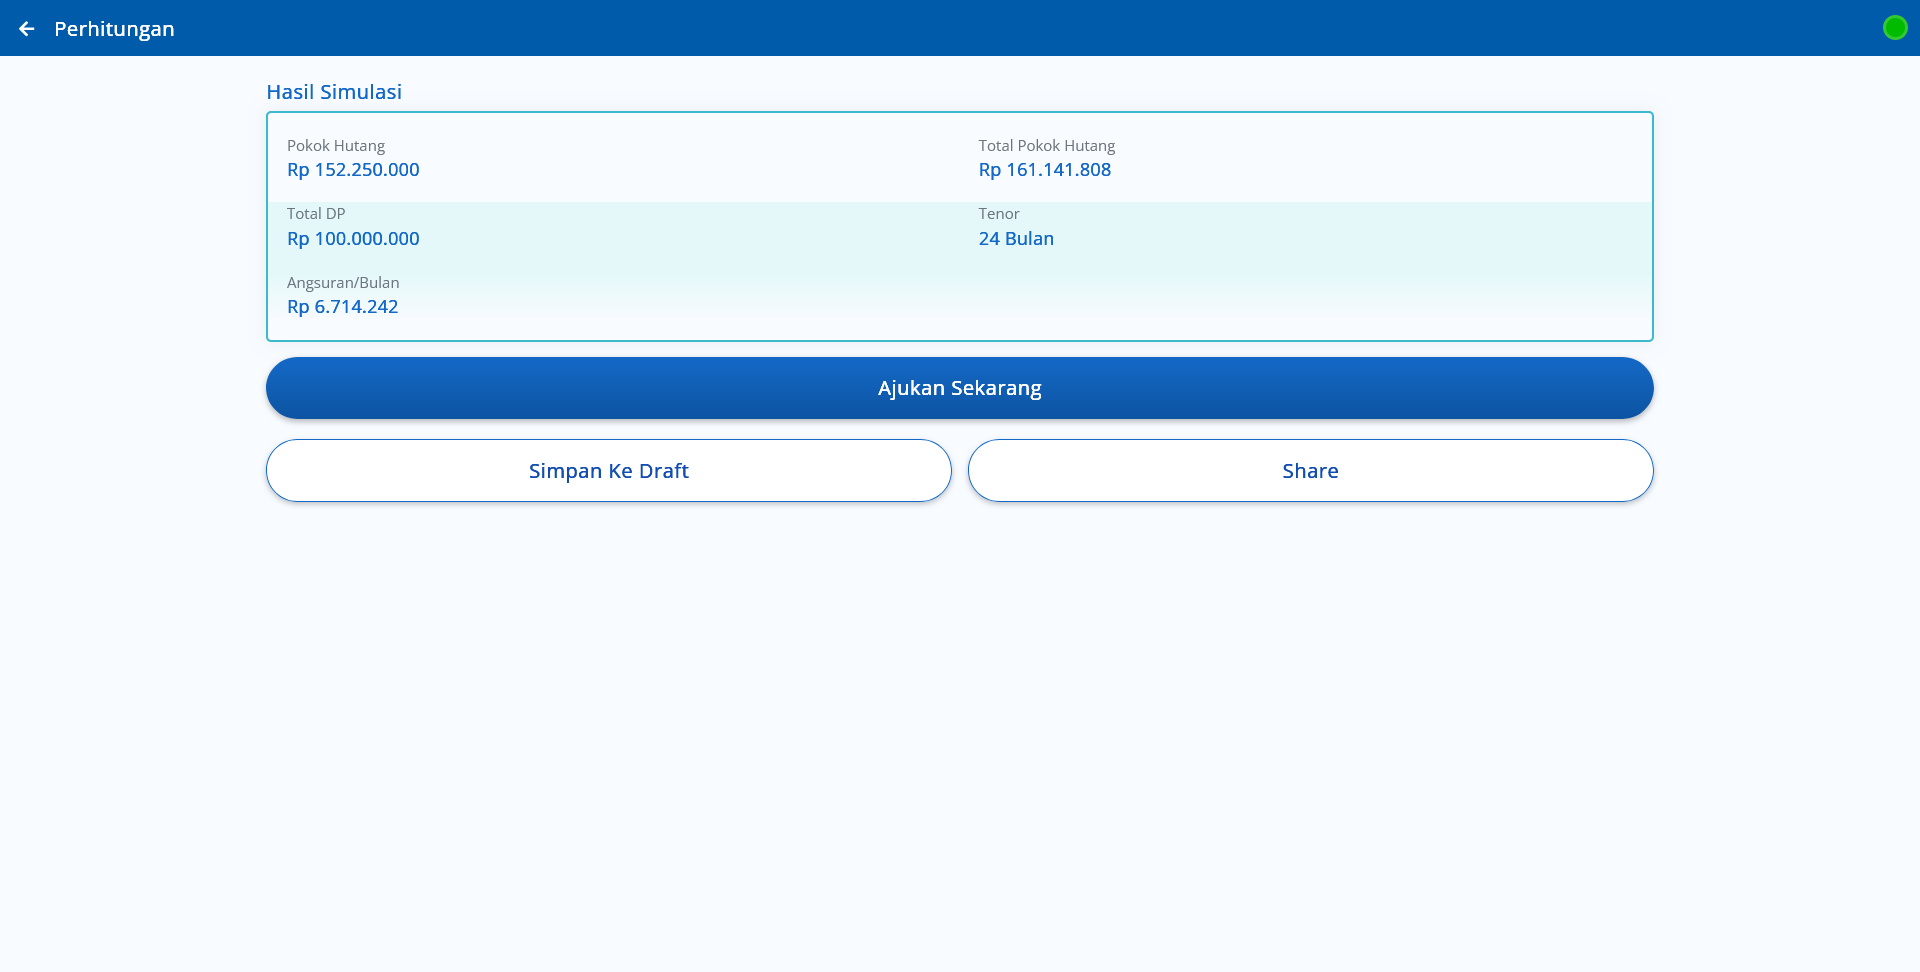 Perhitungan
Hasil Simulasi
Pokok Hutang
Rp 152.250.000
Total Pokok Hutang
Rp 161.141.808
Total DP
Rp 100.000.000
Tenor
24 Bulan
Angsuran/Bulan
Rp 6.714.242
Ajukan Sekarang
Simpan Ke Draft
Share